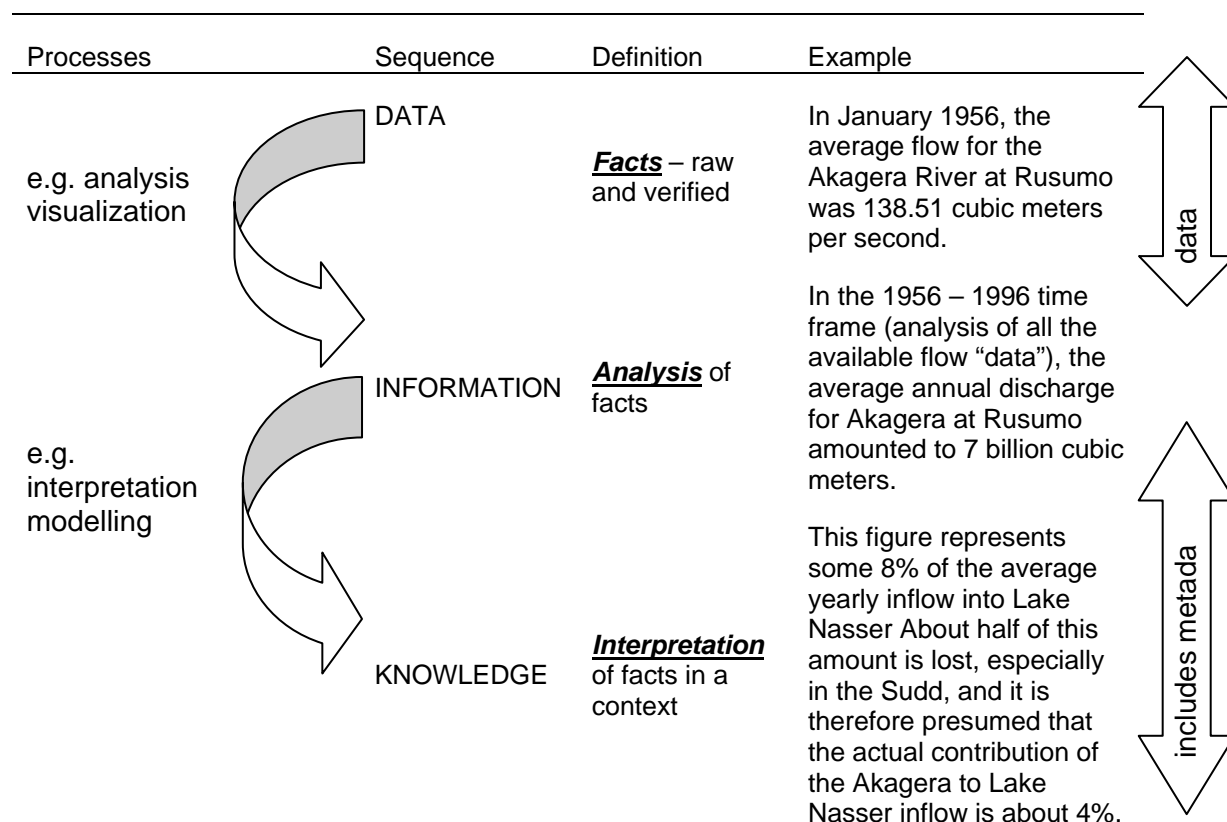 Processes Sequence Definition Example
DATA
e.g. analysis
visualization
Facts – raw
and verified
In January 1956, the
average flow for the
Akagera River at Rusumo
was 138.51 cubic meters
per second.
data
INFORMATION
Analysis of
facts
In the 1956 – 1996 time
frame (analysis of all the
available flow “data”), the
average annual discharge
for Akagera at Rusumo
amounted to 7 billion cubic
meters.
e.g.
interpretation
modelling
KNOWLEDGE
Interpretation
of facts in a
context
This figure represents
some 8% of the average
yearly inflow into Lake
Nasser About half of this
amount is lost, especially
in the Sudd, and it is
therefore presumed that
the actual contribution of
the Akagera to Lake
Nasser inflow is about 4%.
includes metada